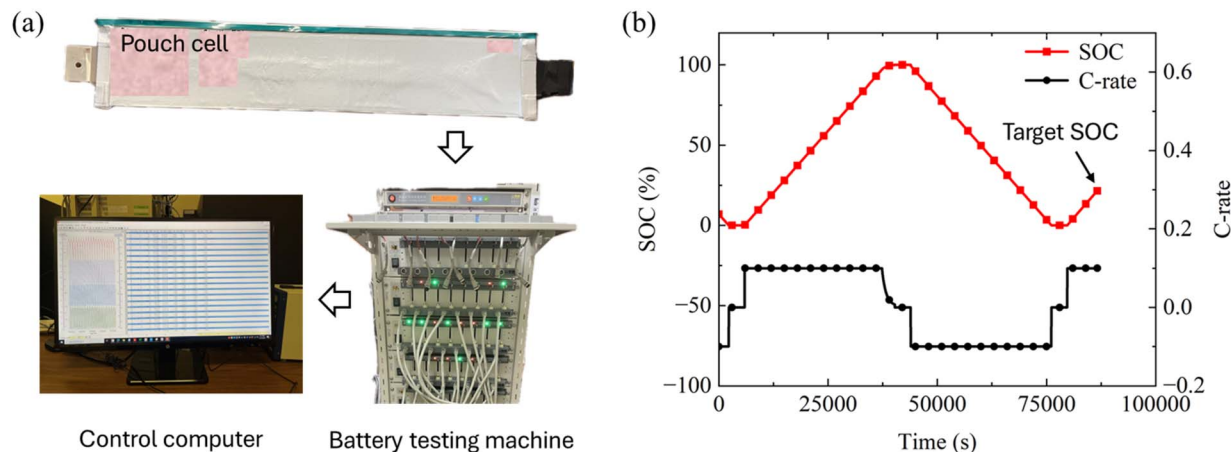 (a)
Pouch cell
Control computer
Battery testing machine
(b)
SOC
C-rate
Target SOC
SOC (%)
100
50
0
−50
−100
C-rate
0.6
0.4
0.2
0.0
−0.2
0
25000
50000
75000
100000
Time (s)